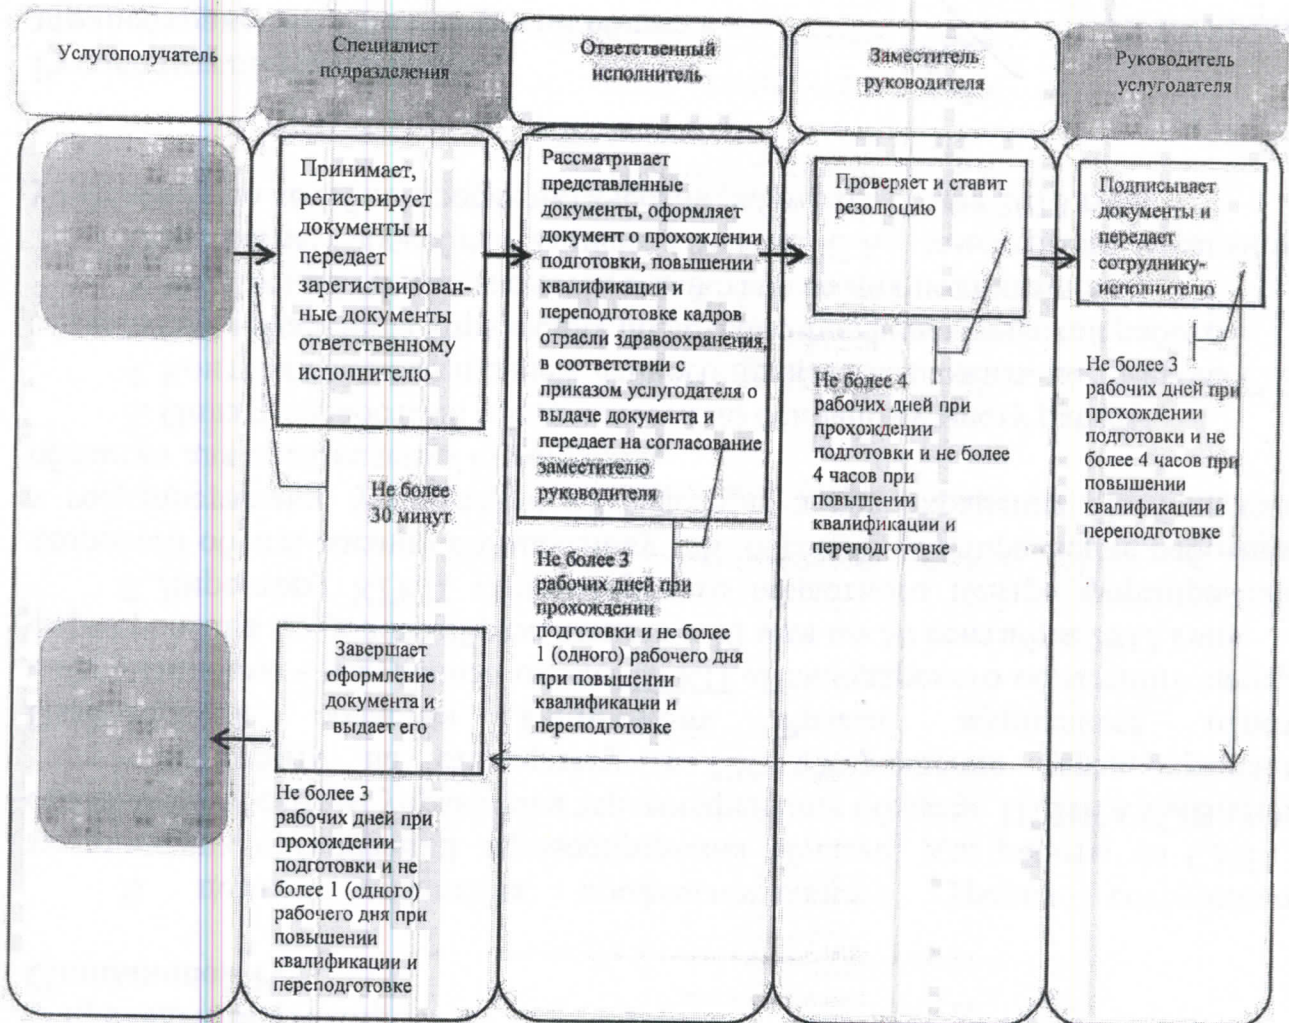 Услугополучатель
Специалист
подразделения
Ответственный
исполнитель
Заместитель
руководителя
Руководитель
услугодателя
Принимает,
регистрирует
документы и
передает
зарегистрирован-
ные документы
ответственному
исполнителю
Не более
30 минут
Рассматривает
представленные
документы, оформляет
документ о прохождении
подготовки, повышении
квалификации и
переподготовке кадров
отрасли здравоохранения,
в соответствии с
приказом услугодателя о
выдаче документа и
передает на согласование
заместителю
руководителя
Не более 3
рабочих дней при
прохождении
подготовки и не более
1 (одного) рабочего дня
при повышении
квалификации и
переподготовке
Проверяет и ставит
резолюцию
Не более 4
рабочих дней при
прохождении
подготовки и не более
4 часов при
повышении
квалификации и
переподготовке
Подписывает
документы и
передает
сотруднику-
исполнителю
Не более 3
рабочих дней при
прохождении
подготовки и не
более 4 часов при
повышении
квалификации и
переподготовке
Завершает
оформление
документа и
выдает его
Не более 3
рабочих дней при
прохождении
подготовки и не
более 1 (одного)
рабочего дня при
повышении
квалификации и
переподготовке